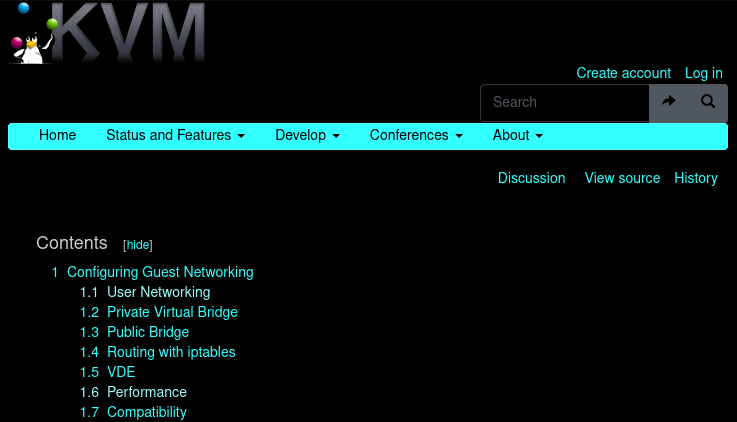 KVM
Create account Log in
Search
Home Status and Features Develop Conferences About
Discussion View source History
Contents [hide]
1 Configuring Guest Networking
1.1 User Networking
1.2 Private Virtual Bridge
1.3 Public Bridge
1.4 Routing with iptables
1.5 VDE
1.6 Performance
1.7 Compatibility